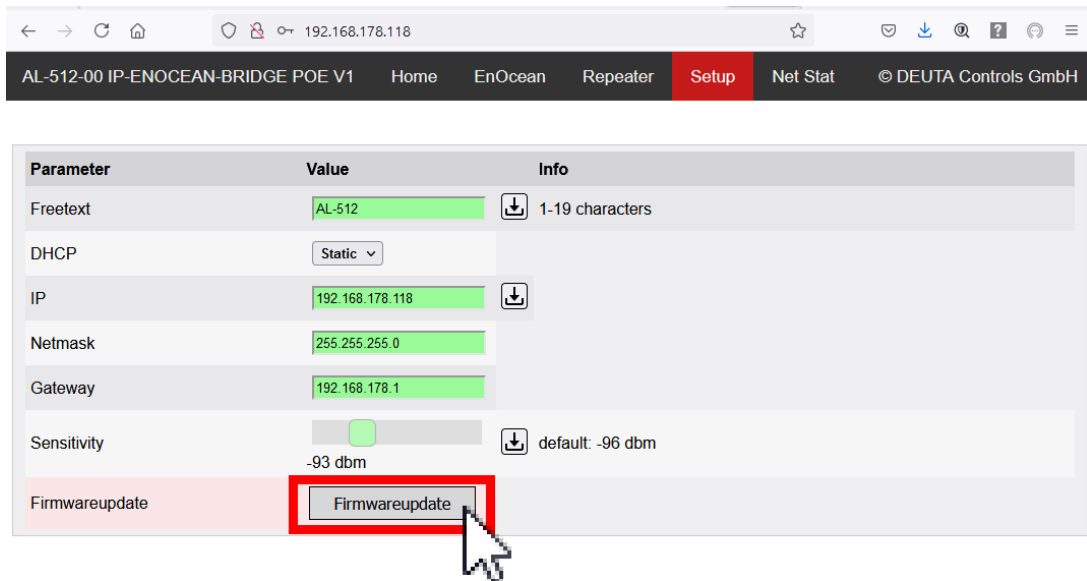 192.168.178.118
AL-512-00 IP-ENOCEAN-BRIDGE POE V1 Home EnOcean Repeater Setup Net Stat © DEUTA Controls GmbH
Parameter Value Info
Freetext AL-512 1-19 characters
DHCP Static
IP 192.168.178.118
Netmask 255.255.255.0
Gateway 192.168.178.1
Sensitivity default: -96 dbm
-93 dbm
Firmwareupdate Firmwareupdate